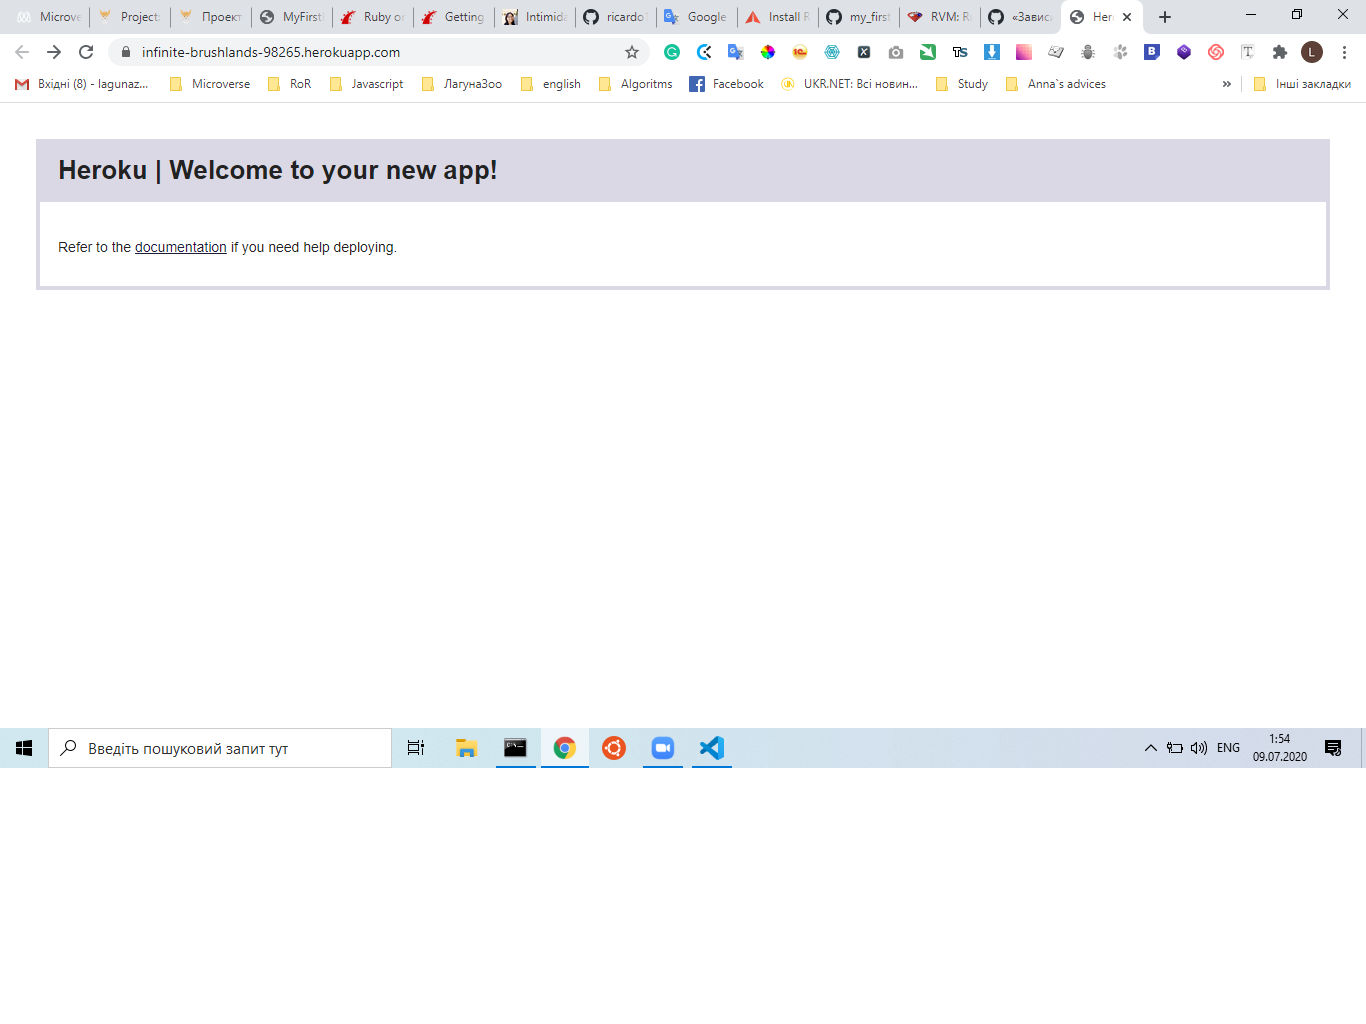 Microve
Project:
Проект
MyFirst
Ruby or
Getting
Intimida
ricardo
Google
Install R
my_first
RVM: R
«Завис
Her
infinite-brushlands-98265.herokuapp.com
L
Вхідні (8) - lagunaz...
Microverse
RoR
Javascript
ЛагунаЗоо
english
Algoritms
Facebook
UKR.NET: Всі новин...
Study
Anna`s advices
»
Інші закладки
Heroku | Welcome to your new app!
Refer to the documentation if you need help deploying.
Введіть пошуковий запит тут
ENG
1:54
09.07.2020